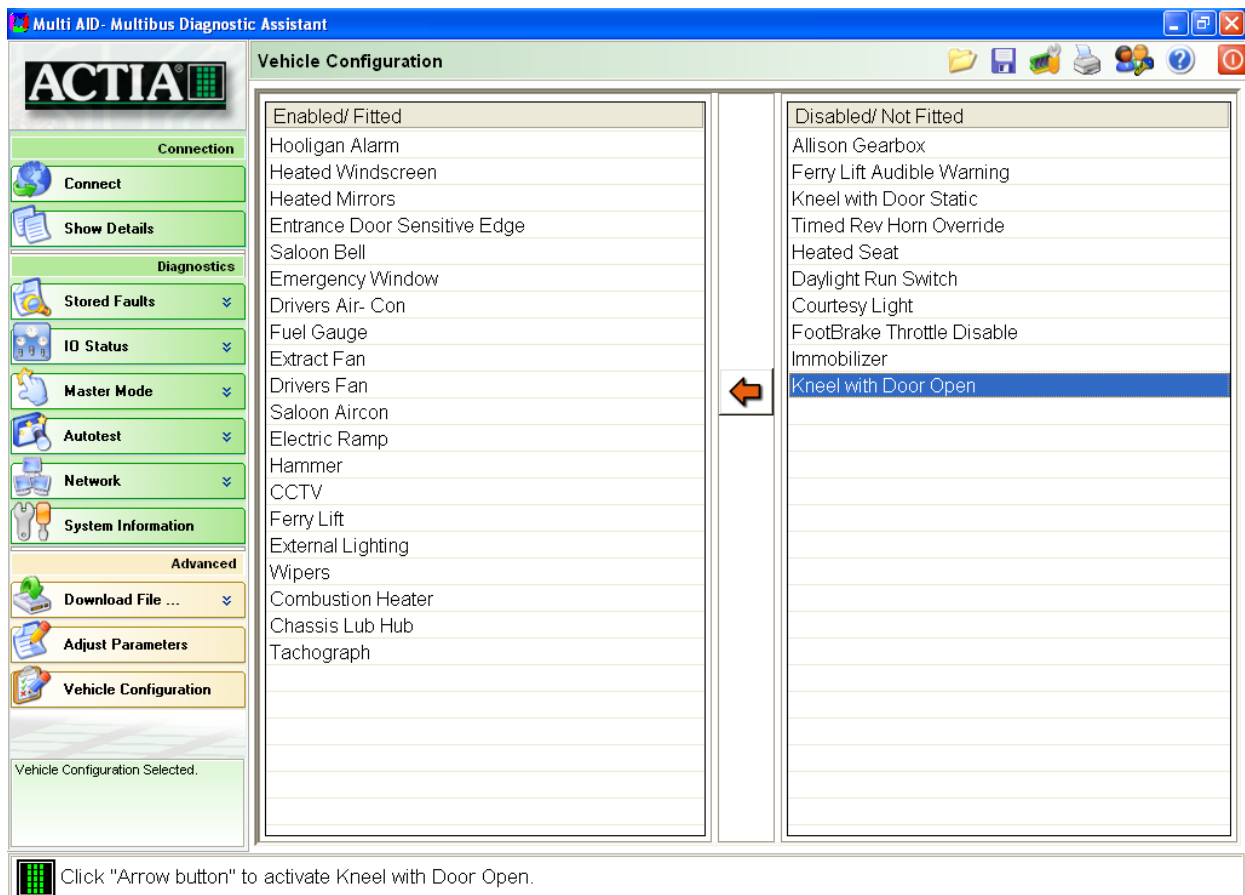 Multi AID- Multibus Diagnostic Assistant
ACTIA®
Vehicle Configuration
Connection
Connect
Show Details
Diagnostics
Stored Faults
IO Status
Master Mode
Autotest
Network
System Information
Advanced
Download File ...
Adjust Parameters
Vehicle Configuration
Vehicle Configuration Selected.
Enabled/ Fitted
Hooligan Alarm
Heated Windscreen
Heated Mirrors
Entrance Door Sensitive Edge
Saloon Bell
Emergency Window
Drivers Air- Con
Fuel Gauge
Extract Fan
Drivers Fan
Saloon Aircon
Electric Ramp
Hammer
CCTV
Ferry Lift
External Lighting
Wipers
Combustion Heater
Chassis Lub Hub
Tachograph
Disabled/ Not Fitted
Allison Gearbox
Ferry Lift Audible Warning
Kneel with Door Static
Timed Rev Horn Override
Heated Seat
Daylight Run Switch
Courtesy Light
FootBrake Throttle Disable
Immobilizer
Kneel with Door Open
Click "Arrow button" to activate Kneel with Door Open.